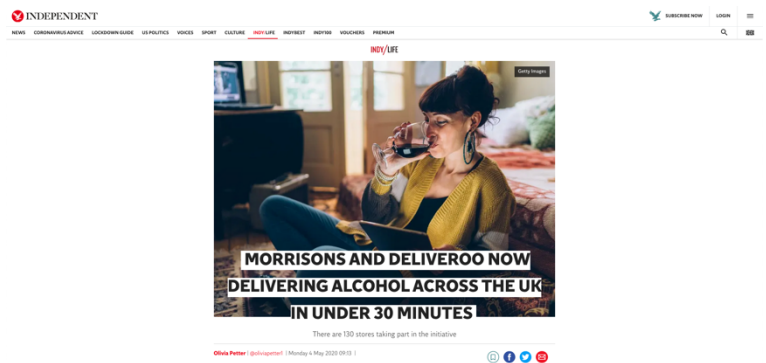 INDEPENDENT
SUBSCRIBE NOW LOGIN
NEWS CORONAVIRUS ADVICE LOCKDOWN GUIDE US POLITICS VOICES SPORT CULTURE INDY/LIFE INDYBEST INDY100 VOUCHERS PREMIUM
INDY/LIFE
Getty Images
MORRISONS AND DELIVEROO NOW
DELIVERING ALCOHOL ACROSS THE UK
IN UNDER 30 MINUTES
There are 130 stores taking part in the initiative
Olivia Petter | @oliviapetter1 | Monday 4 May 2020 09:13 |